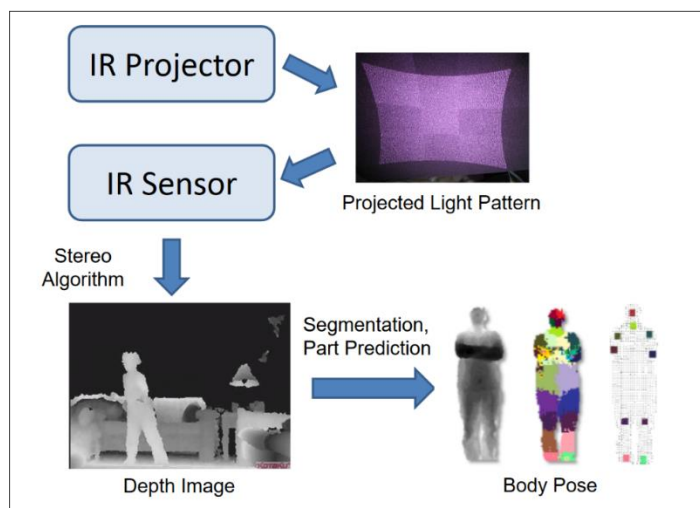 IR Projector
IR Sensor
Projected Light Pattern
Stereo
Algorithm
Segmentation,
Part Prediction
Depth Image
Body Pose